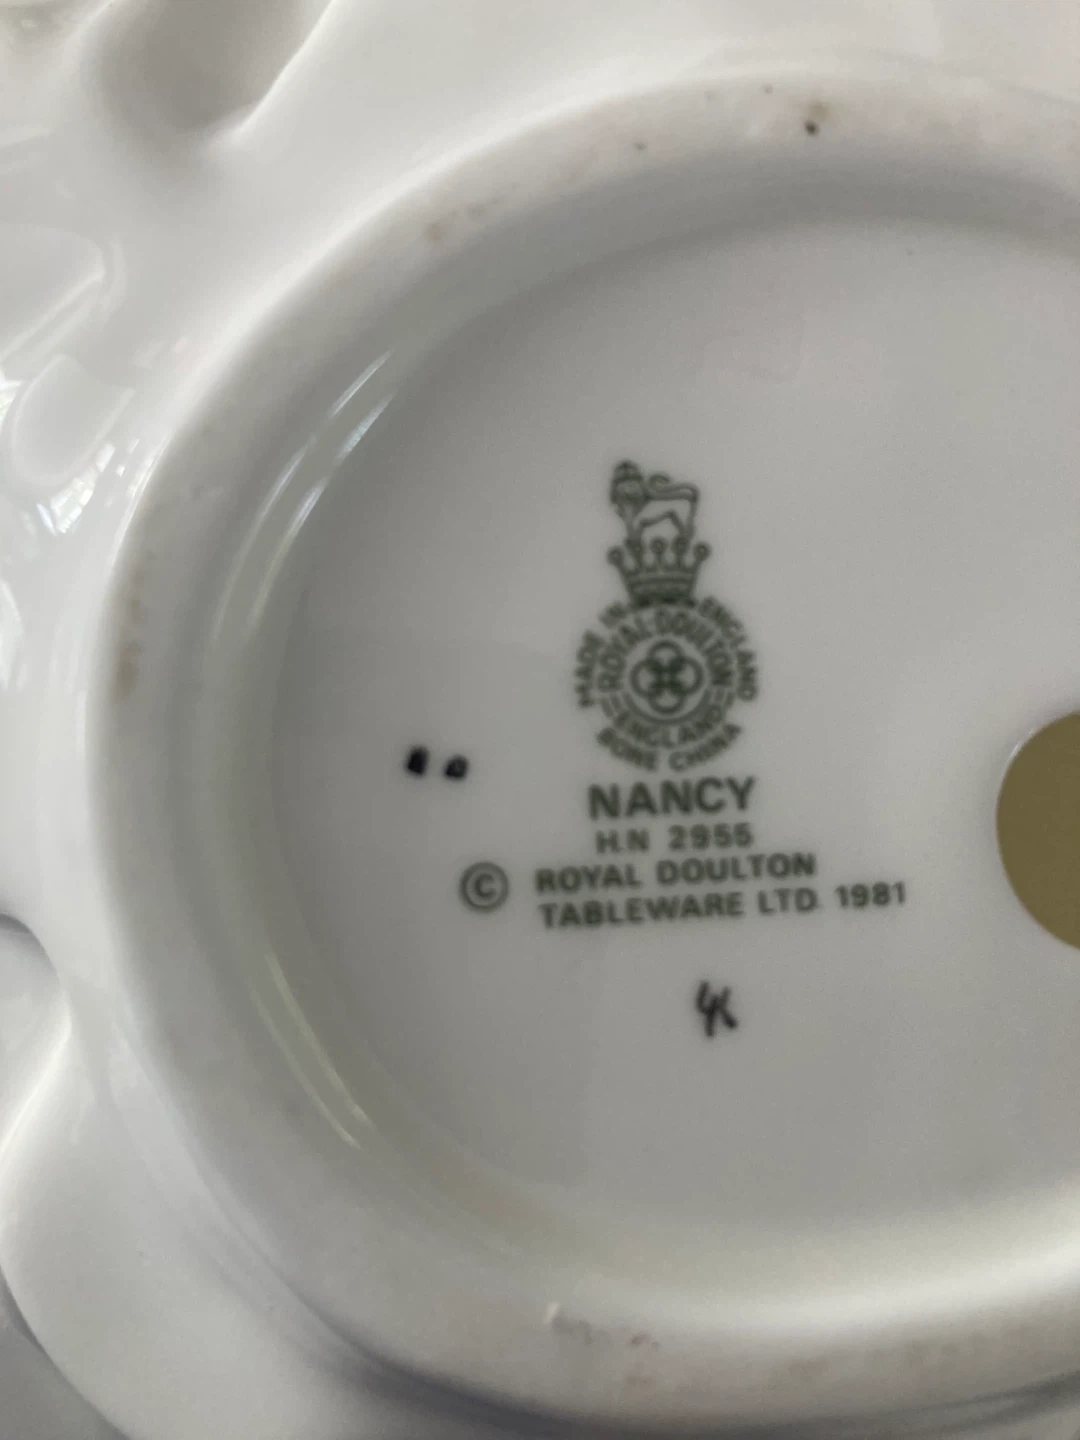 MADE IN ENGLAND
ROYAL DOULTON
ENGLAND
BONE CHINA
NANCY
H.N 2955
© ROYAL DOULTON
TABLEWARE LTD. 1981